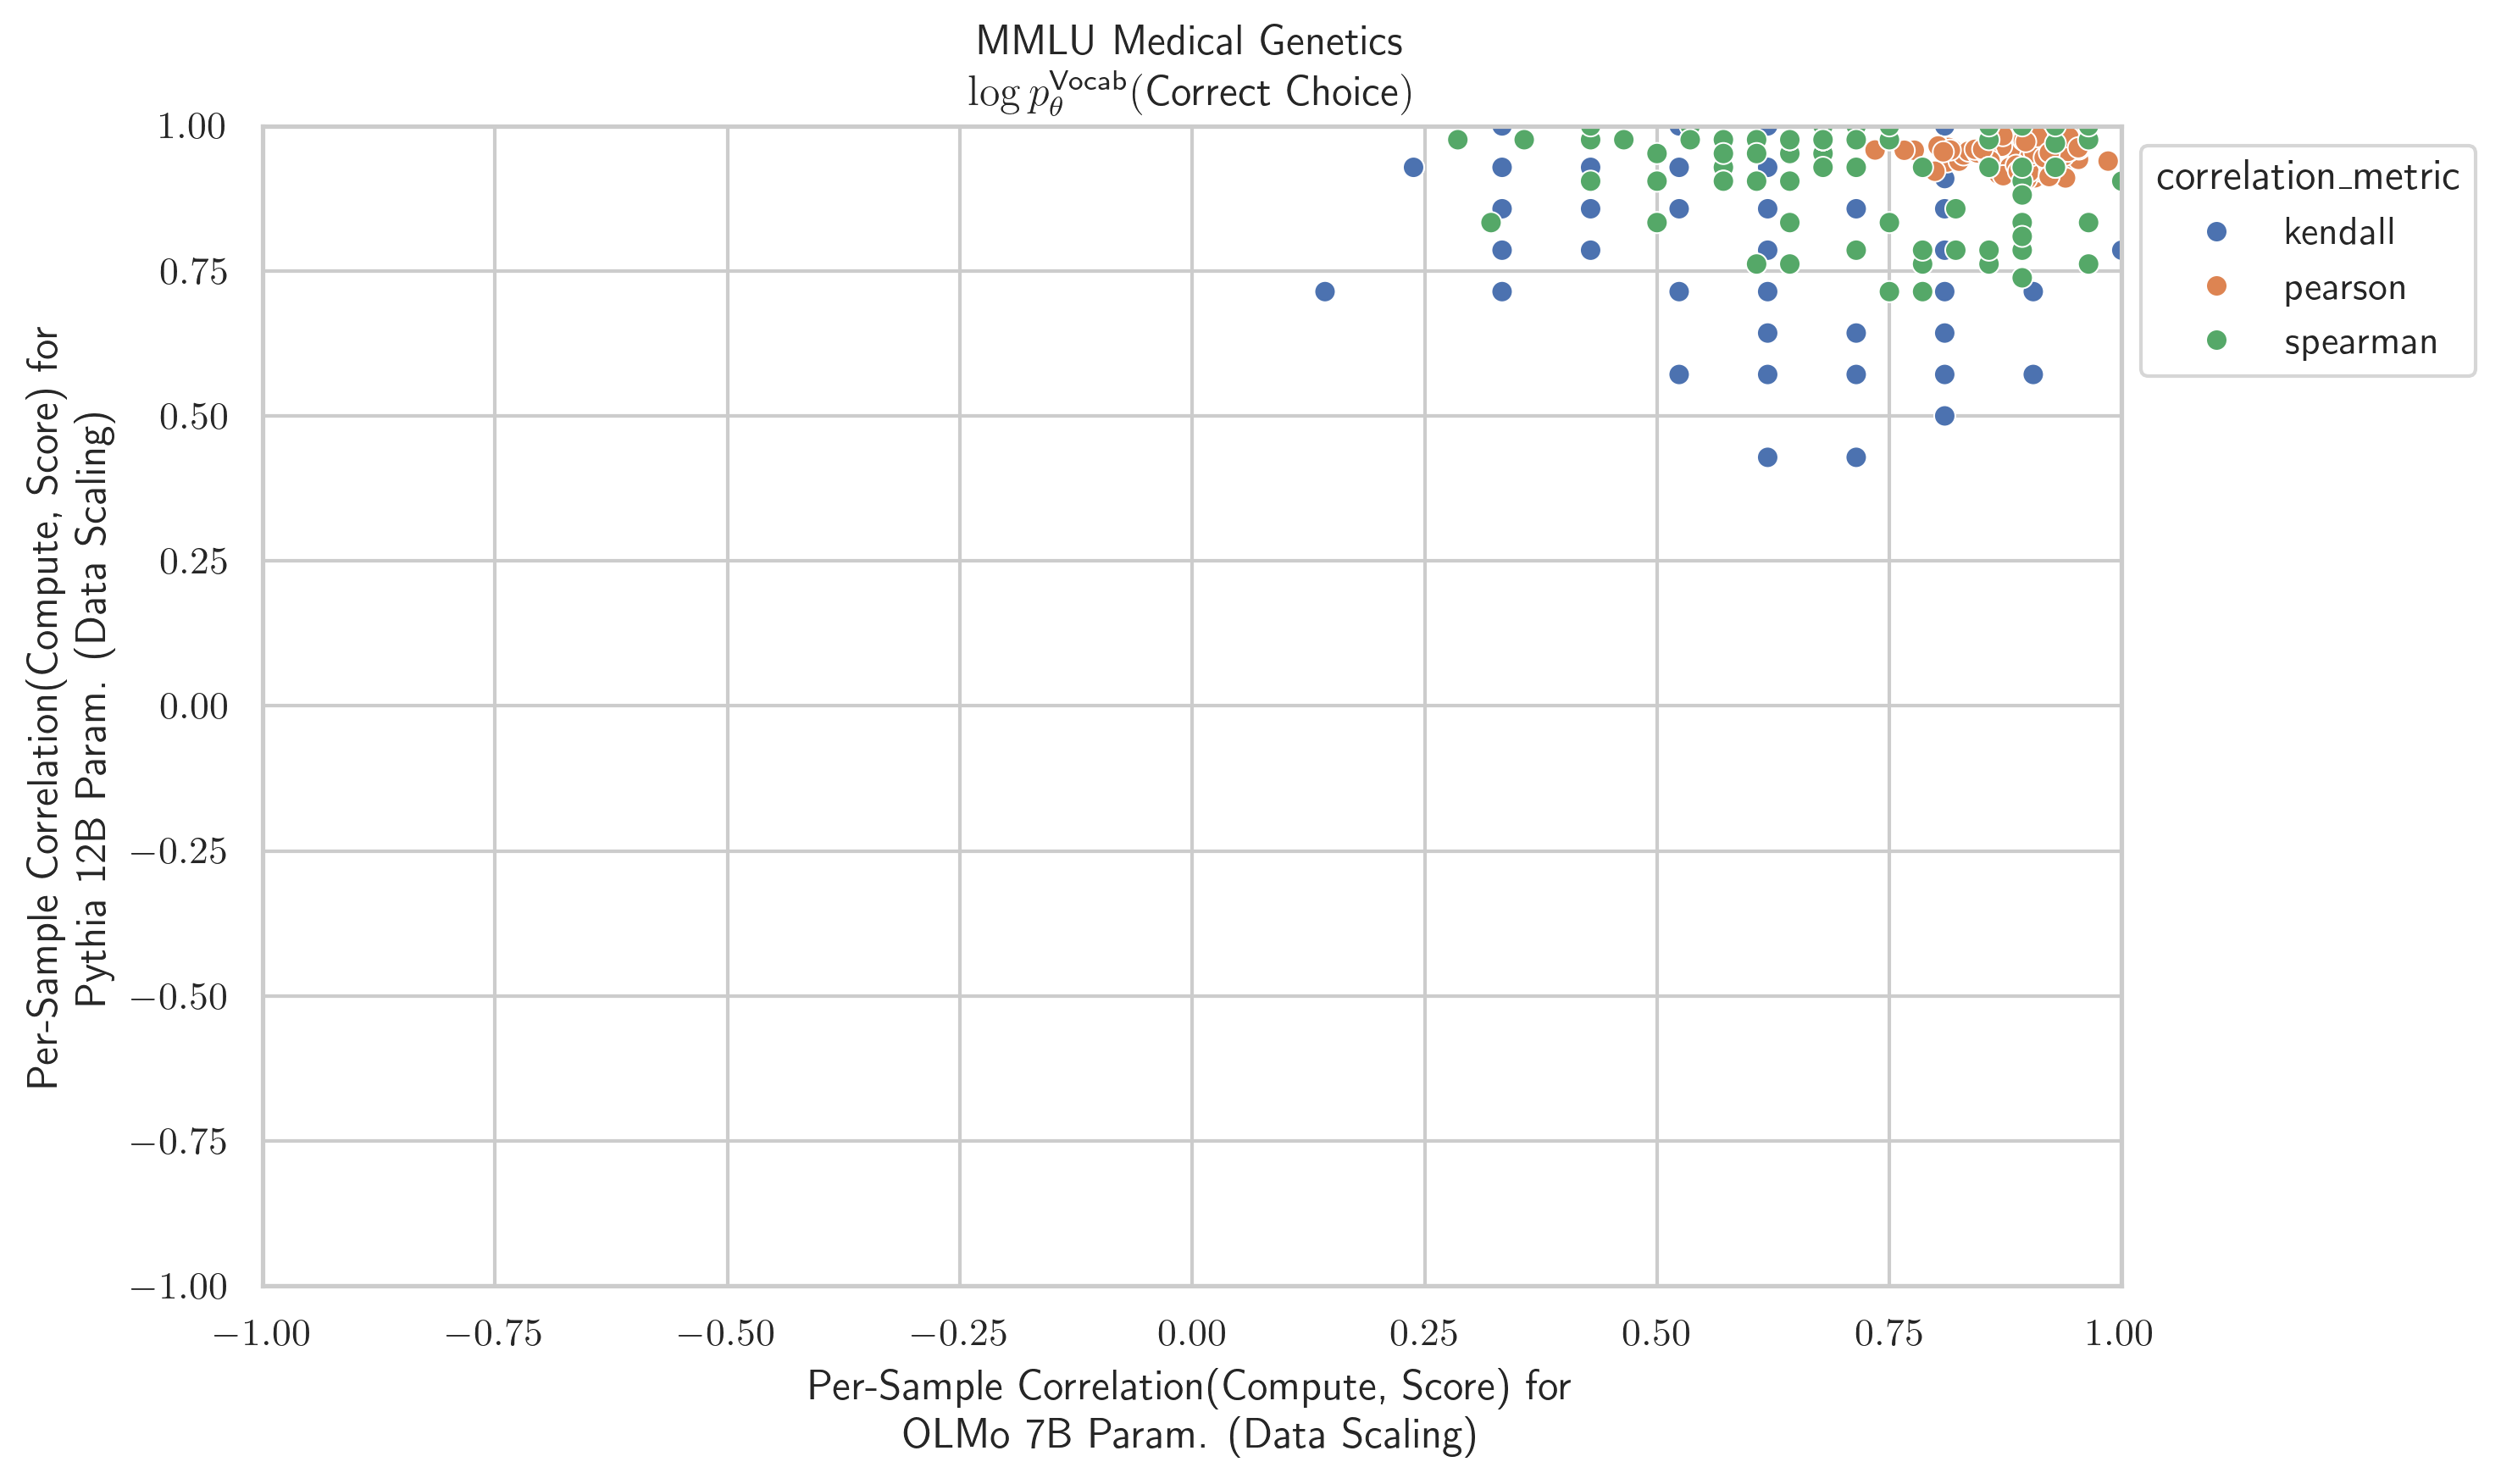 MMLU Medical Genetics
log p_θ^Vocab(Correct Choice)
Per-Sample Correlation(Compute, Score) for
Pythia 12B Param. (Data Scaling)
1.00
0.75
0.50
0.25
0.00
−0.25
−0.50
−0.75
−1.00
−1.00 −0.75 −0.50 −0.25 0.00 0.25 0.50 0.75 1.00
Per-Sample Correlation(Compute, Score) for
OLMo 7B Param. (Data Scaling)
correlation_metric
kendall
pearson
spearman